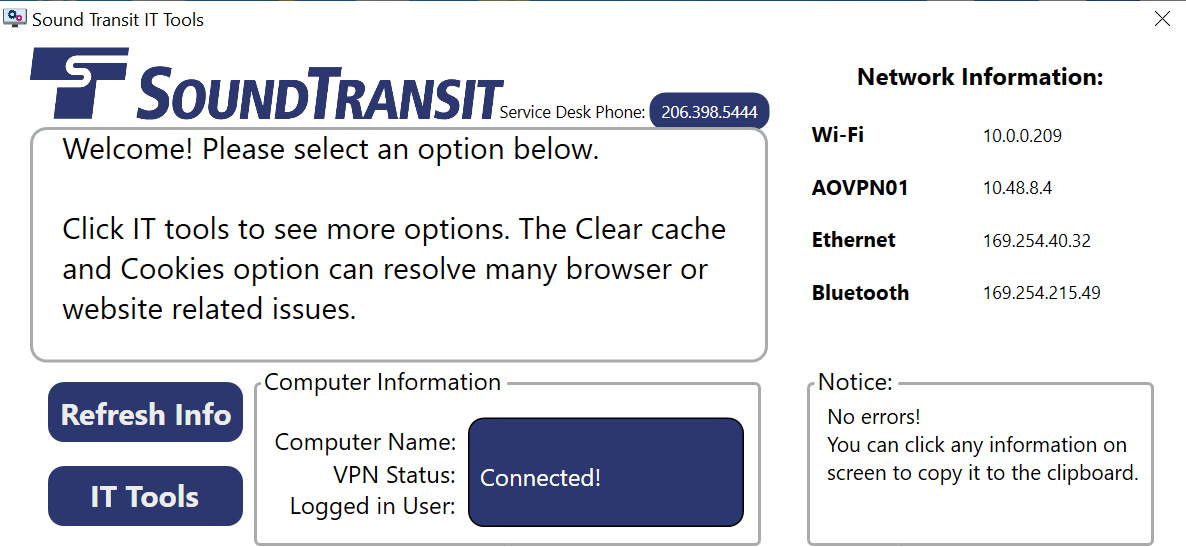 Sound Transit IT Tools
SOUNDTRANSIT
Service Desk Phone: 206.398.5444
Welcome! Please select an option below.
Click IT tools to see more options. The Clear cache
and Cookies option can resolve many browser or
website related issues.
Network Information:
Wi-Fi 10.0.0.209
AOVPN01 10.48.8.4
Ethernet 169.254.40.32
Bluetooth 169.254.215.49
Refresh Info
IT Tools
Computer Information
Computer Name:
VPN Status: Connected!
Logged in User:
Notice:
No errors!
You can click any information on
screen to copy it to the clipboard.